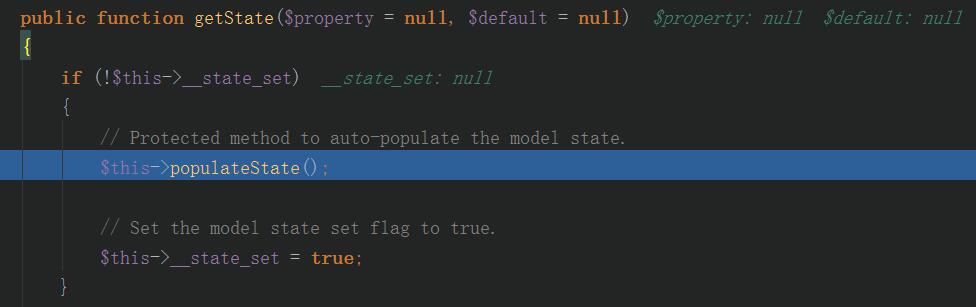 public function getState($property = null, $default = null)  $property: null  $default: null
{
    if (!$this->__state_set)  __state_set: null
    {
        // Protected method to auto-populate the model state.
        $this->populateState();

        // Set the model state set flag to true.
        $this->__state_set = true;
    }